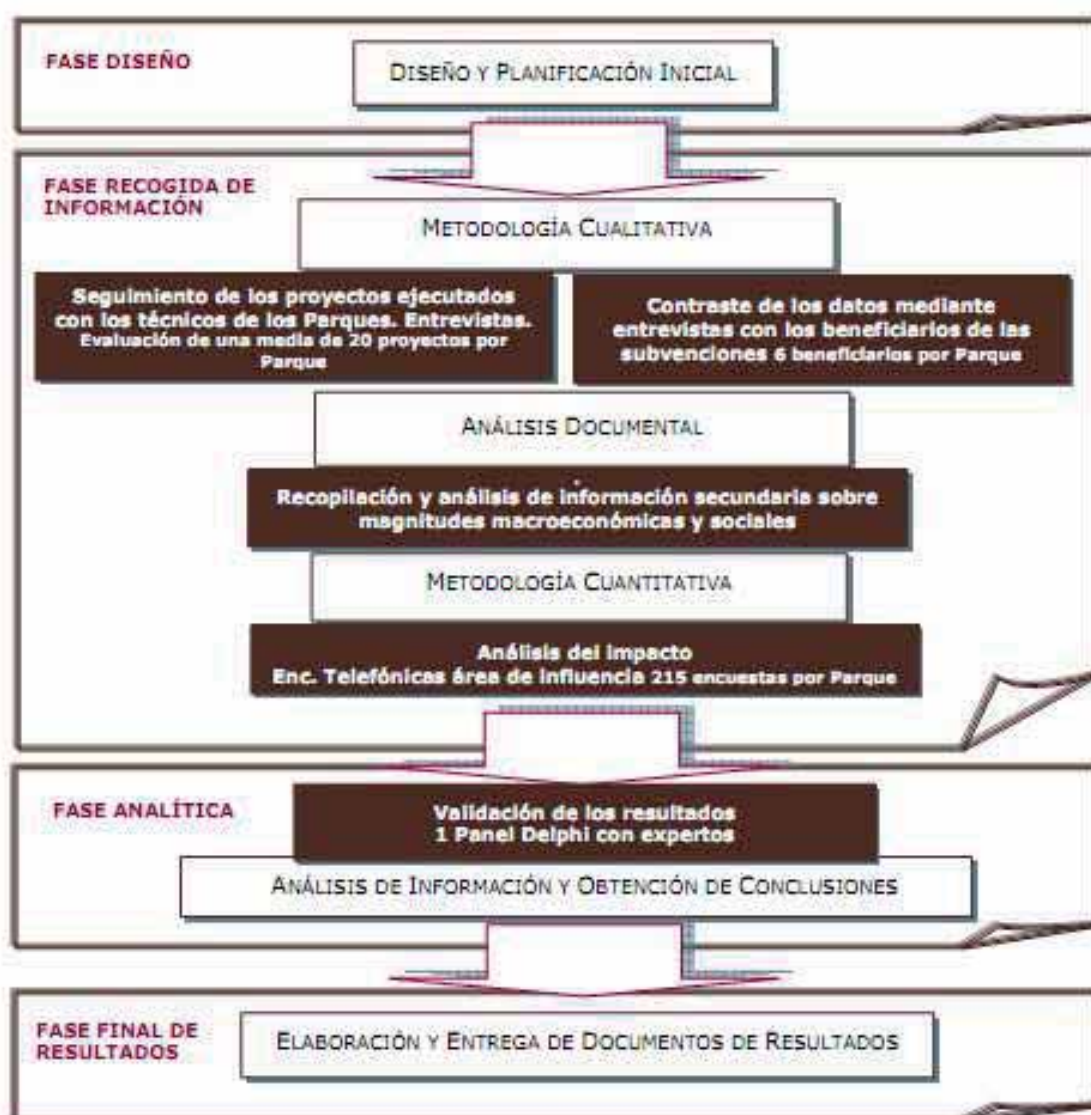 FASE DISEÑO
DISEÑO Y PLANIFICACIÓN INICIAL
FASE RECOGIDA DE
INFORMACIÓN
METODOLOGÍA CUALITATIVA
Seguimiento de los proyectos ejecutados
con los técnicos de los Parques. Entrevistas.
Evaluación de una media de 20 proyectos por
Parque
Contraste de los datos mediante
entrevistas con los beneficiarios de las
subvenciones 6 beneficiarios por Parque
ANÁLISIS DOCUMENTAL
Recopilación y análisis de información secundaria sobre
magnitudes macroeconómicas y sociales
METODOLOGÍA CUANTITATIVA
Análisis del impacto
Enc. Telefónicas área de influencia 215 encuestas por Parque
FASE ANALÍTICA
Validación de los resultados
1 Panel Delphi con expertos
ANÁLISIS DE INFORMACIÓN Y OBTENCIÓN DE CONCLUSIONES
FASE FINAL DE
RESULTADOS
ELABORACIÓN Y ENTREGA DE DOCUMENTOS DE RESULTADOS